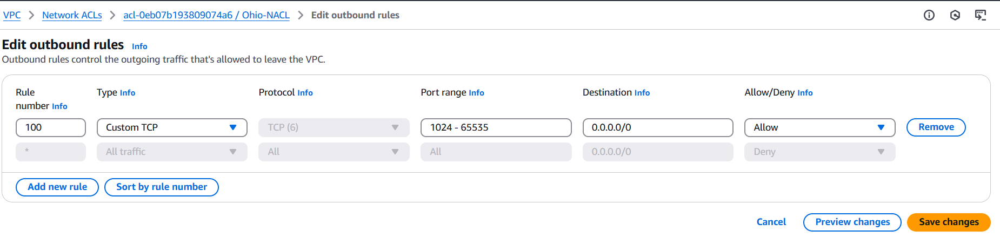 VPC > Network ACLs > acl-0eb07b193809074a6 / Ohio-NACL > Edit outbound rules
Edit outbound rules Info
Outbound rules control the outgoing traffic that's allowed to leave the VPC.
Rule number Info Type Info Protocol Info Port range Info Destination Info Allow/Deny Info
100 Custom TCP TCP (6) 1024 - 65535 0.0.0.0/0 Allow Remove
* All traffic All All 0.0.0.0/0 Deny
Add new rule Sort by rule number
Cancel Preview changes Save changes